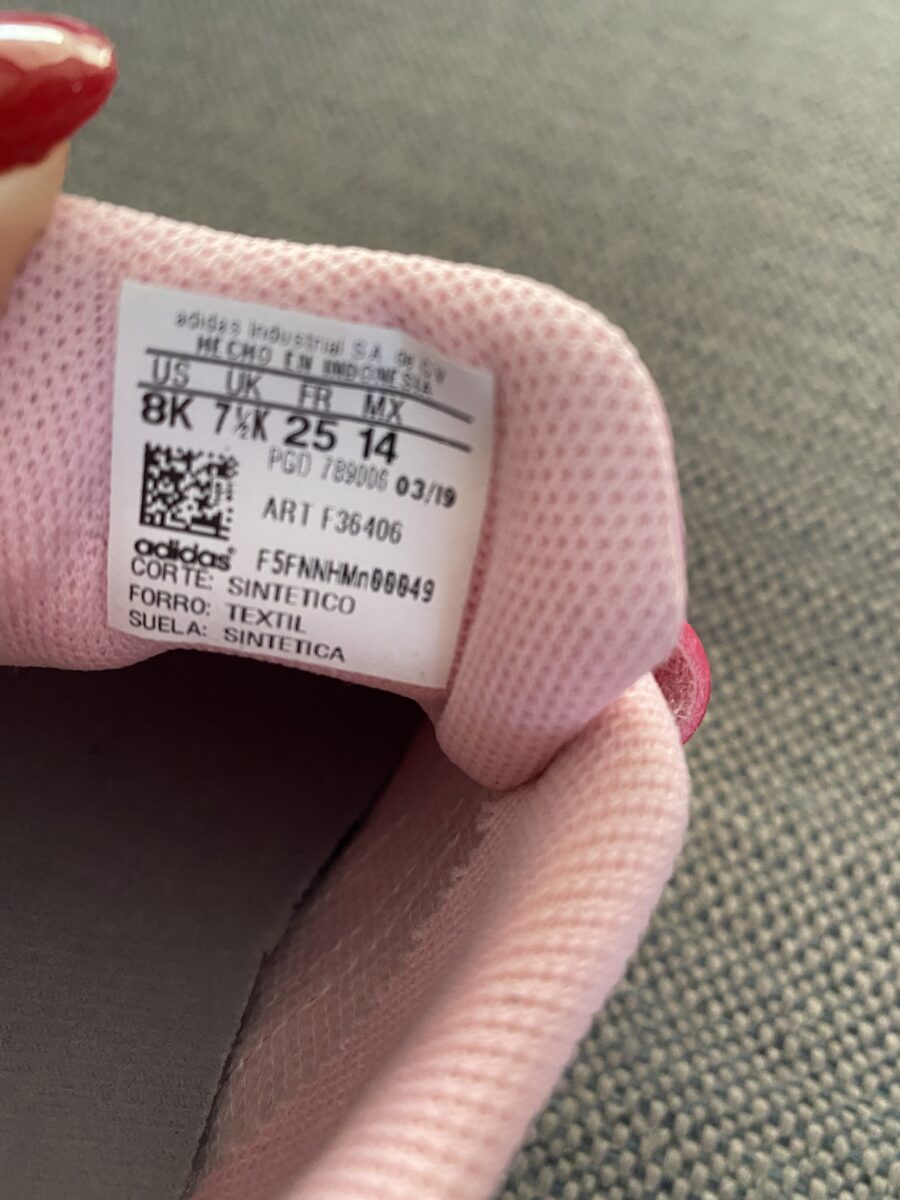 adidas Industrial S.A. de C.V
HECHO EN INDONESIA
US UK FR MX
8K 7½K 25 14
PGD 789006 03/19
ART F36406
adidas® F5FNNHMn00049
CORTE: SINTETICO
FORRO: TEXTIL
SUELA: SINTETICA